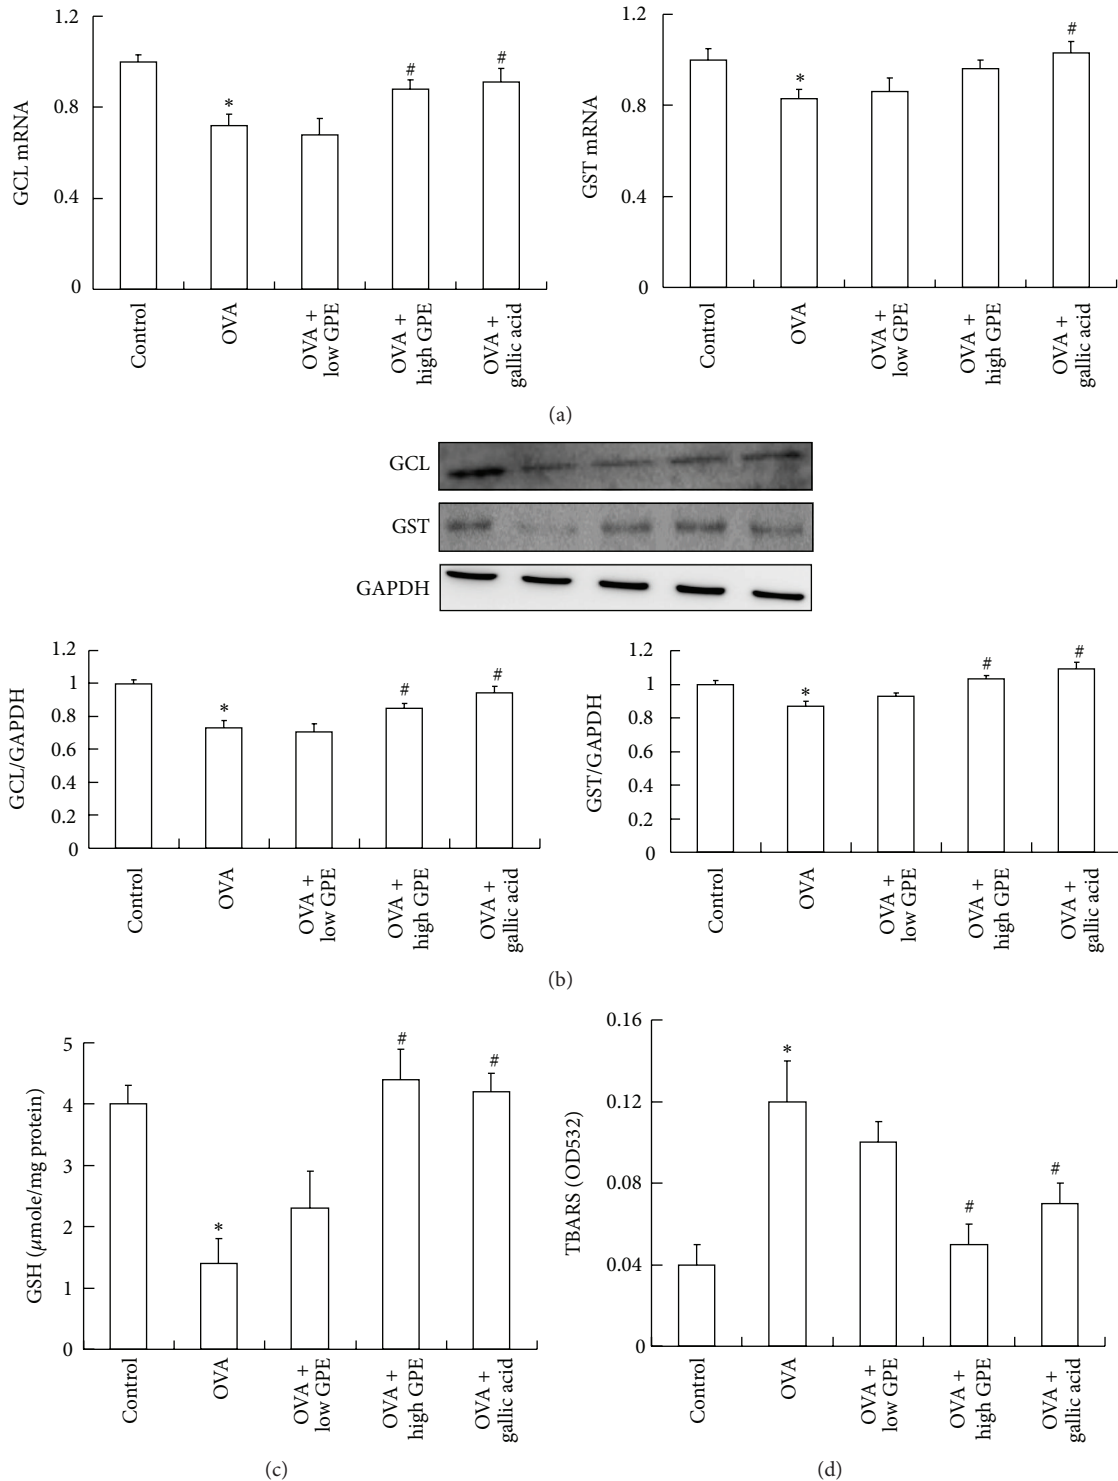 1.2
0.8
0.4
0
GCL mRNA
*
#
#
Control
OVA
OVA +
low GPE
OVA +
high GPE
OVA +
gallic acid
1.2
0.8
0.4
0
GST mRNA
*
#
Control
OVA
OVA +
low GPE
OVA +
high GPE
OVA +
gallic acid
(a)
GCL
GST
GAPDH
1.2
1
0.8
0.6
0.4
0.2
0
GCL/GAPDH
*
#
#
Control
OVA
OVA +
low GPE
OVA +
high GPE
OVA +
gallic acid
1.2
1
0.8
0.6
0.4
0.2
0
GST/GAPDH
*
#
#
Control
OVA
OVA +
low GPE
OVA +
high GPE
OVA +
gallic acid
(b)
5
4
3
2
1
0
GSH (μmole/mg protein)
*
#
#
Control
OVA
OVA +
low GPE
OVA +
high GPE
OVA +
gallic acid
(c)
0.16
0.12
0.08
0.04
0
TBARS (OD532)
*
#
#
Control
OVA
OVA +
low GPE
OVA +
high GPE
OVA +
gallic acid
(d)